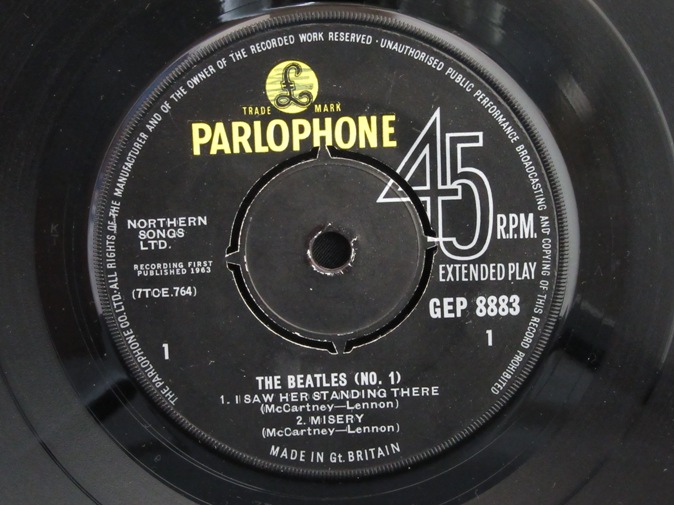 THE PARLOPHONE CO. LTD. ALL RIGHTS OF THE MANUFACTURER AND OF THE OWNER OF THE RECORDED WORK RESERVED · UNAUTHORISED PUBLIC PERFORMANCE BROADCASTING AND COPYING OF THIS RECORD PROHIBITED
£
TRADE MARK
PARLOPHONE
45
R.P.M.
EXTENDED PLAY
GEP 8883
1
NORTHERN
SONGS
LTD.
RECORDING FIRST
PUBLISHED 1963
(7TCE.764)
1
THE BEATLES (NO. 1)
1. I SAW HER STANDING THERE
(McCartney—Lennon)
2. MISERY
(McCartney—Lennon)
MADE IN Gt. BRITAIN